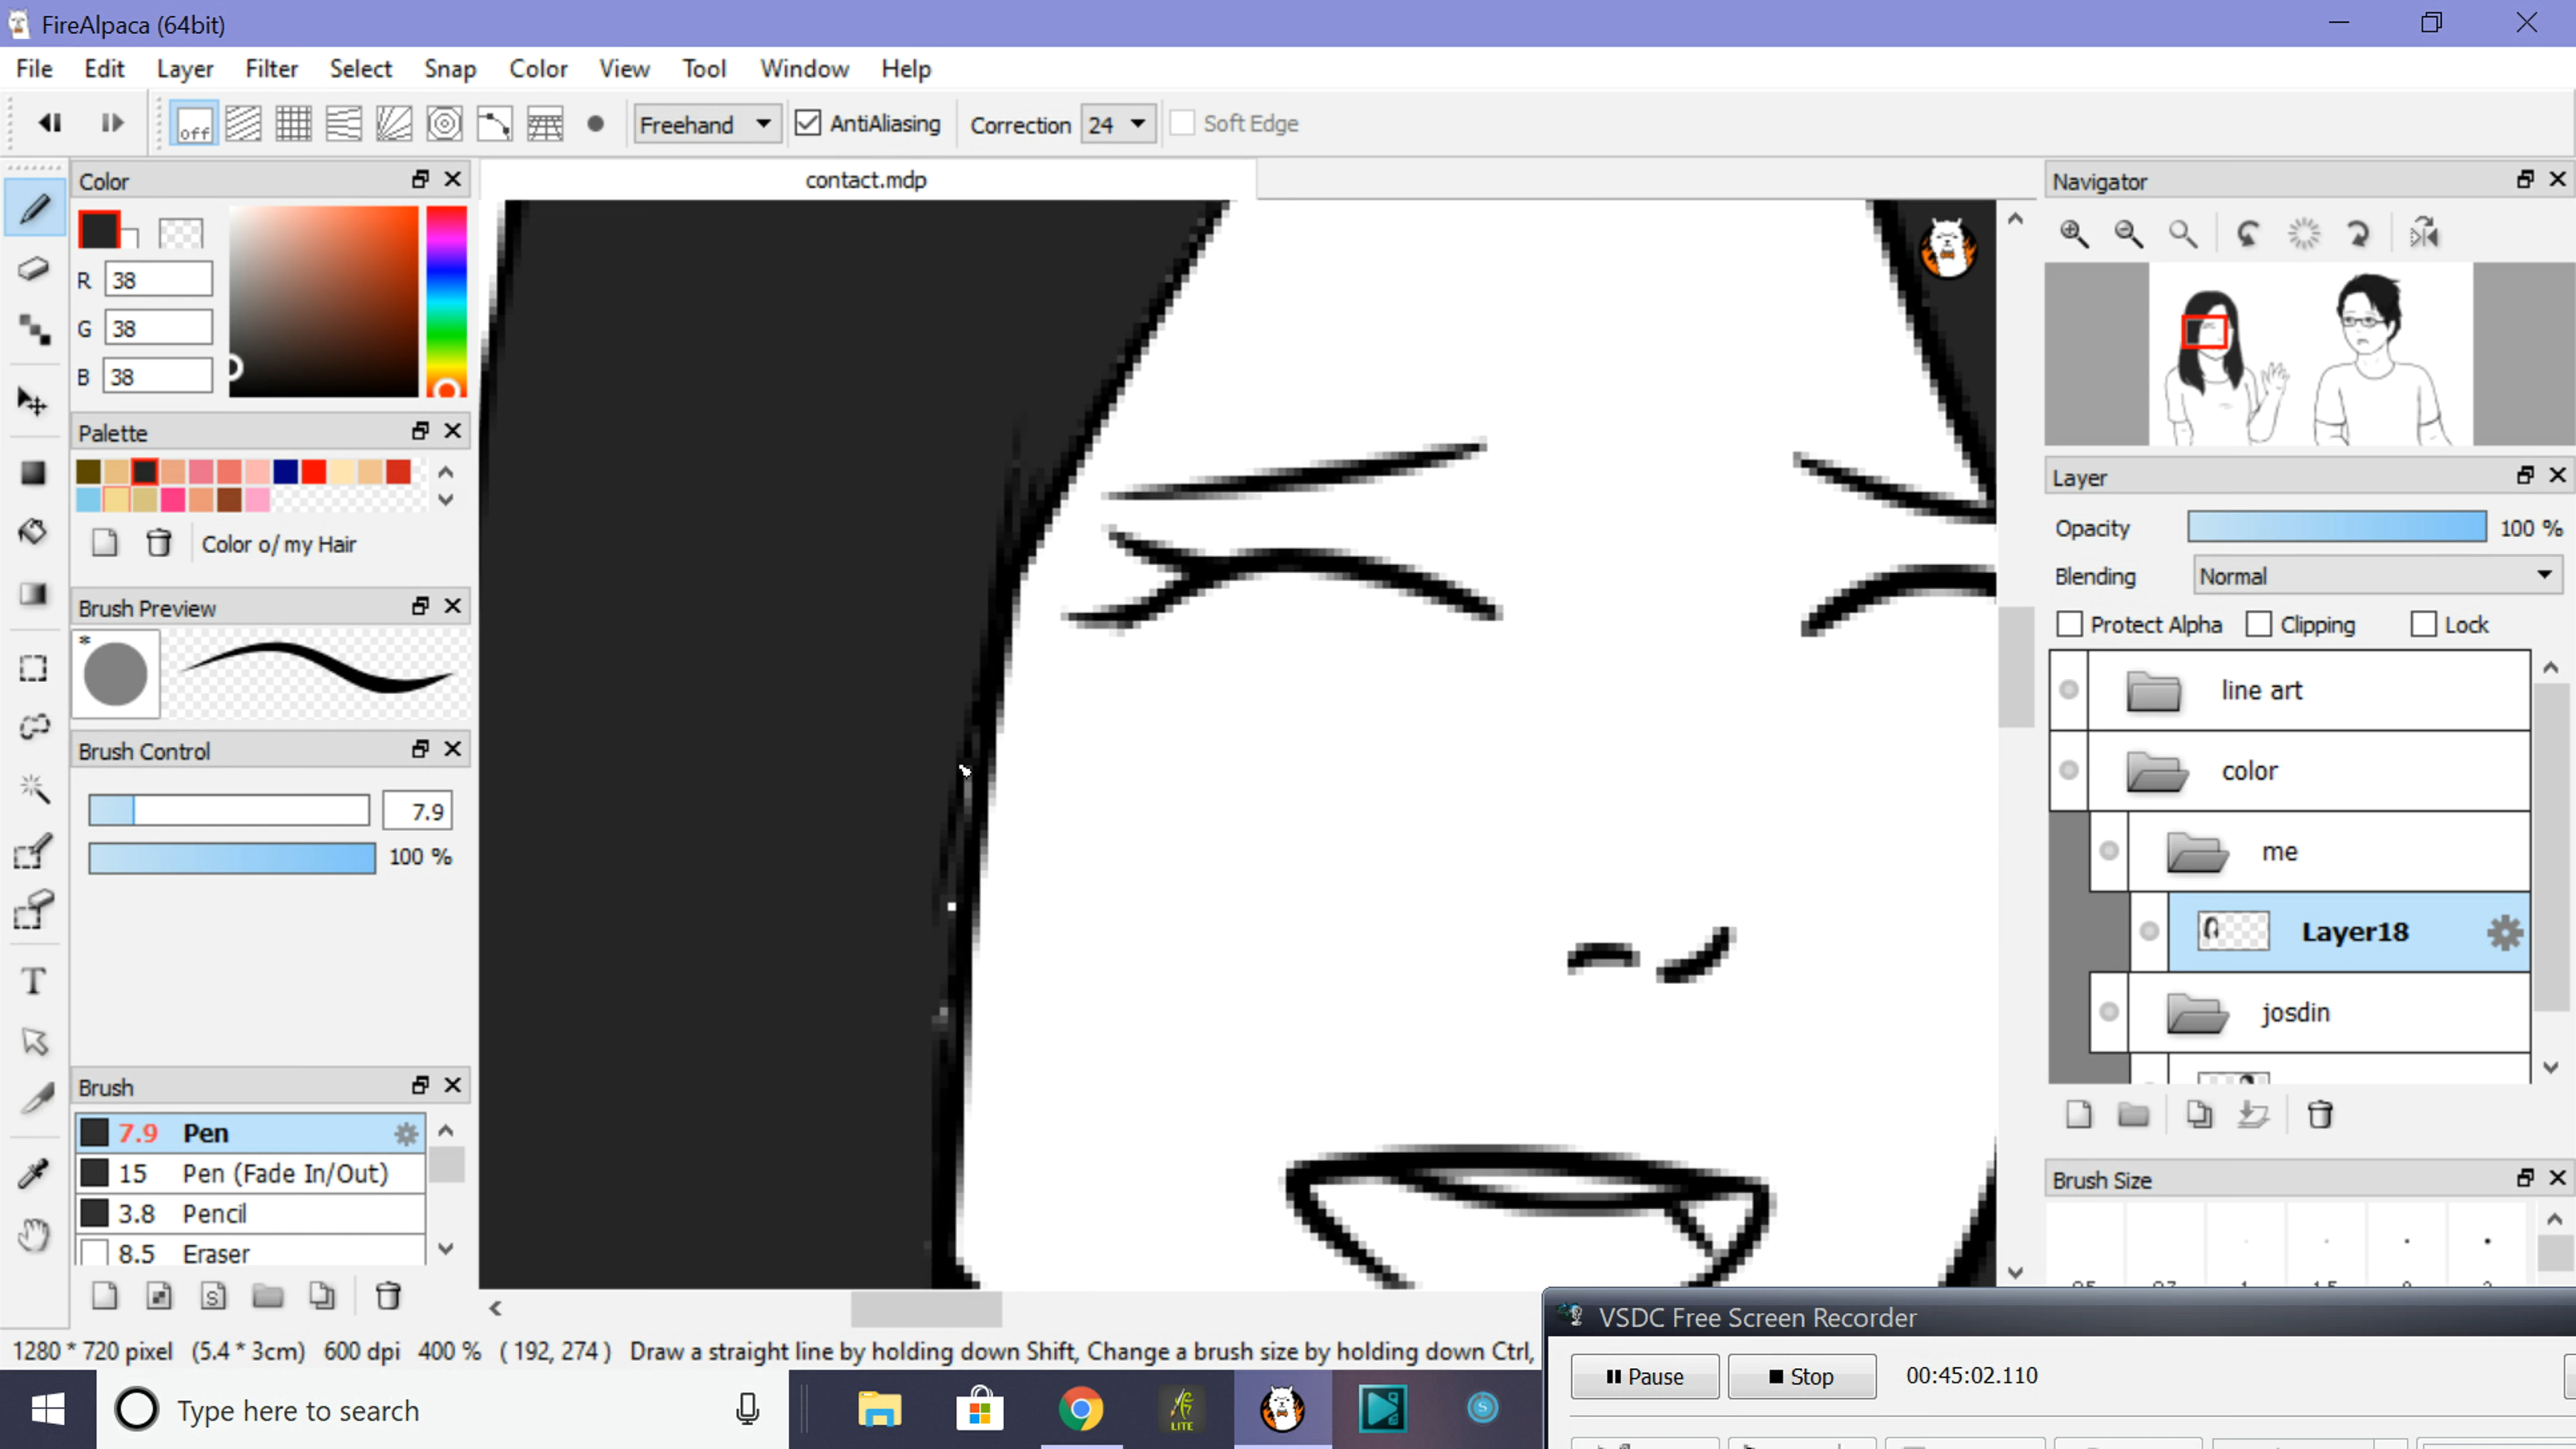 FireAlpaca (64bit)
File Edit Layer Filter Select Snap Color View Tool Window Help
off Freehand AntiAliasing Correction 24 Soft Edge
Color
R 38
G 38
B 38
Palette
Color o/ my Hair
Brush Preview
*
Brush Control
7.9
100 %
Brush
7.9 Pen
15 Pen (Fade In/Out)
3.8 Pencil
8.5 Eraser
S
T
contact.mdp
Navigator
Layer
Opacity 100 %
Blending Normal
Protect Alpha Clipping Lock
line art
color
me
Layer18
josdin
Brush Size
1280 * 720 pixel (5.4 * 3cm) 600 dpi 400 % ( 192, 274 ) Draw a straight line by holding down Shift, Change a brush size by holding down Ctrl,
VSDC Free Screen Recorder
Pause Stop 00:45:02.110
Type here to search
LITE
S